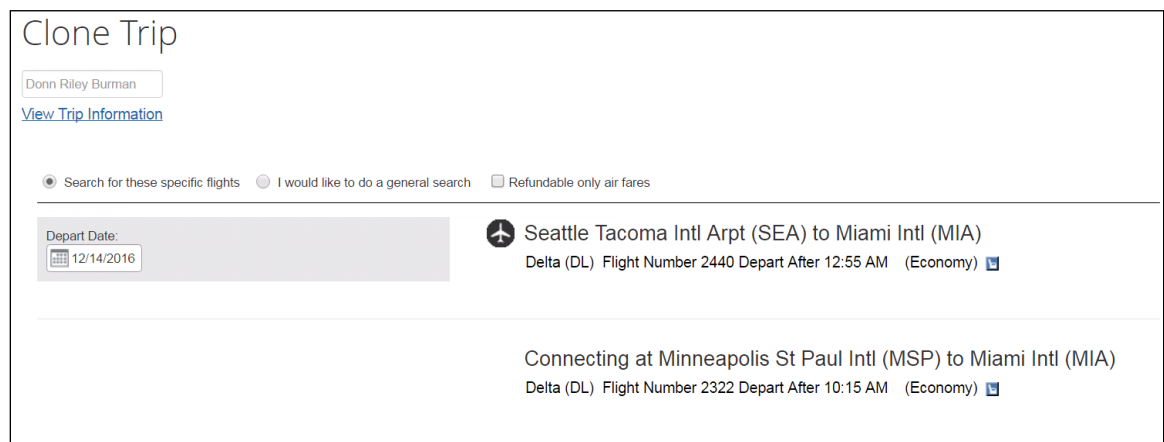 Clone Trip
Donn Riley Burman
View Trip Information
Search for these specific flights I would like to do a general search Refundable only air fares
Depart Date:
12/14/2016
Seattle Tacoma Intl Arpt (SEA) to Miami Intl (MIA)
Delta (DL) Flight Number 2440 Depart After 12:55 AM (Economy)
Connecting at Minneapolis St Paul Intl (MSP) to Miami Intl (MIA)
Delta (DL) Flight Number 2322 Depart After 10:15 AM (Economy)